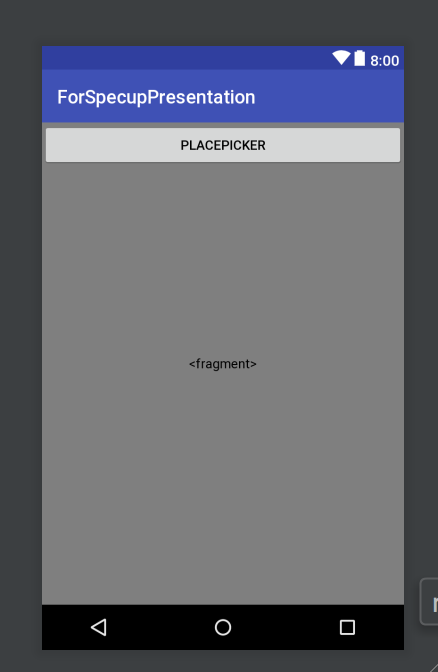 8:00
ForSpecupPresentation
PLACEPICKER
<fragment>